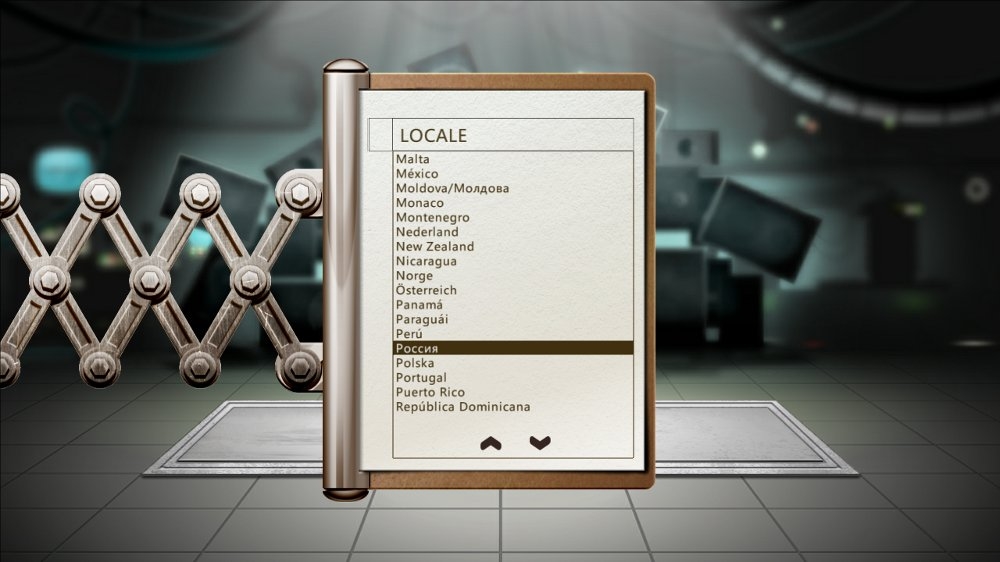 LOCALE
Malta
México
Moldova/Молдова
Monaco
Montenegro
Nederland
New Zealand
Nicaragua
Norge
Österreich
Panamá
Paraguái
Perú
Россия
Polska
Portugal
Puerto Rico
República Dominicana